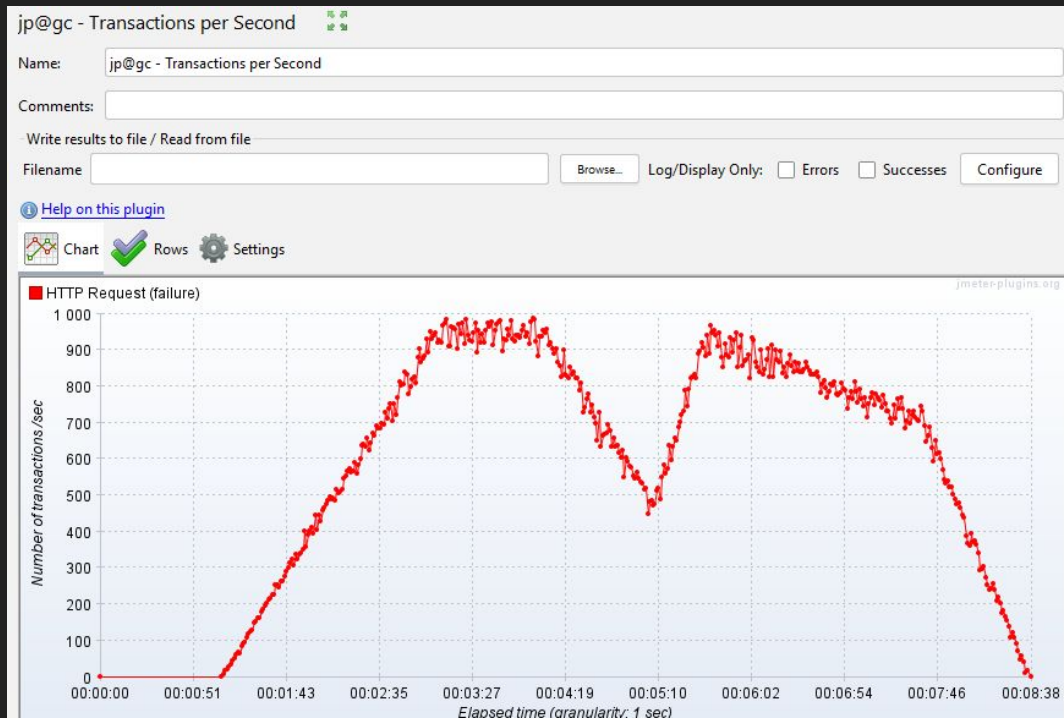 jp@gc - Transactions per Second
Name: jp@gc - Transactions per Second
Comments:
Write results to file / Read from file
Filename Browse... Log/Display Only: Errors Successes Configure
Help on this plugin
Chart Rows Settings
HTTP Request (failure)
jmeter-plugins.org
1 000
900
800
700
600
500
400
300
200
100
0
Number of transactions /sec
00:00:00 00:00:51 00:01:43 00:02:35 00:03:27 00:04:19 00:05:10 00:06:02 00:06:54 00:07:46 00:08:38
Elapsed time (granularity: 1 sec)